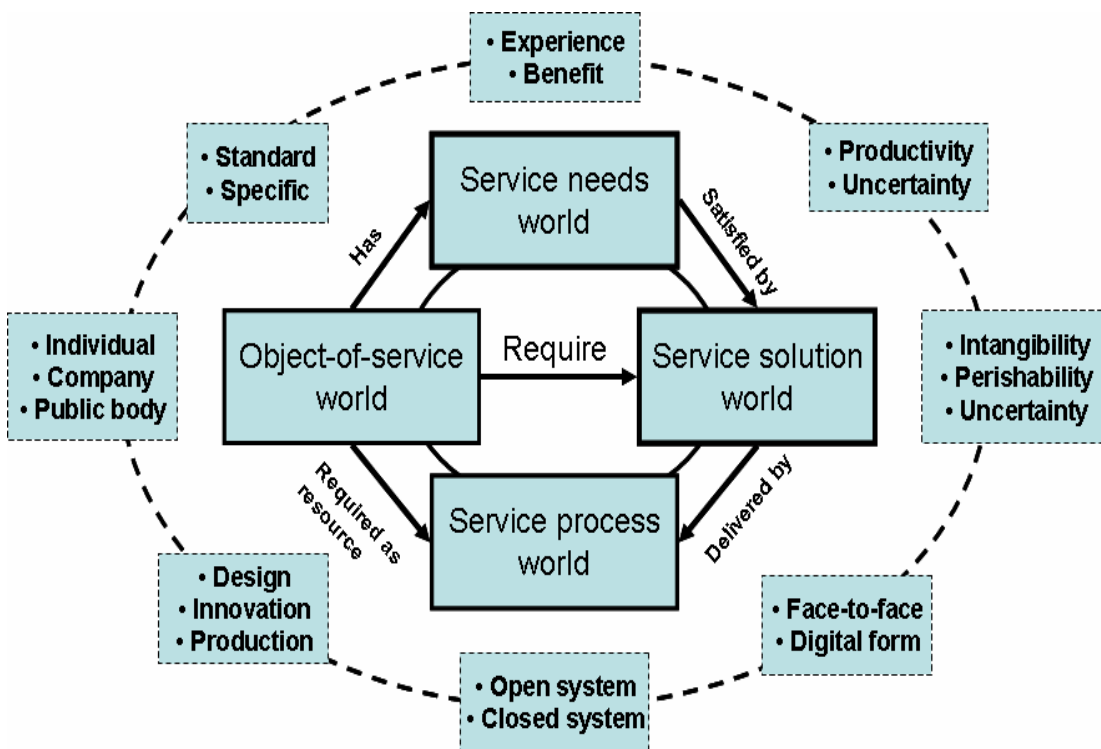 • Experience
• Benefit
• Standard
• Specific
• Productivity
• Uncertainty
Service needs
world
Has
Satisfied by
• Individual
• Company
• Public body
Object-of-service
world
Require
Service solution
world
• Intangibility
• Perishability
• Uncertainty
Required as
resource
Service process
world
Delivered by
• Design
• Innovation
• Production
• Face-to-face
• Digital form
• Open system
• Closed system